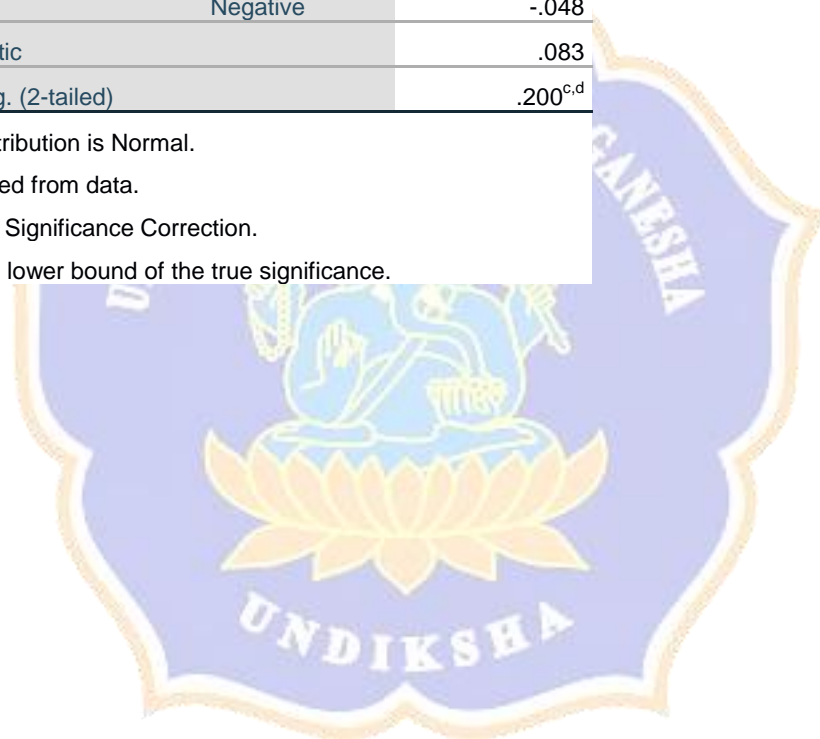 Negative -.048
tic .083
g. (2-tailed) .200c,d
tribution is Normal.
ed from data.
Significance Correction.
lower bound of the true significance.
GANESHA
U
UNDIKSHA